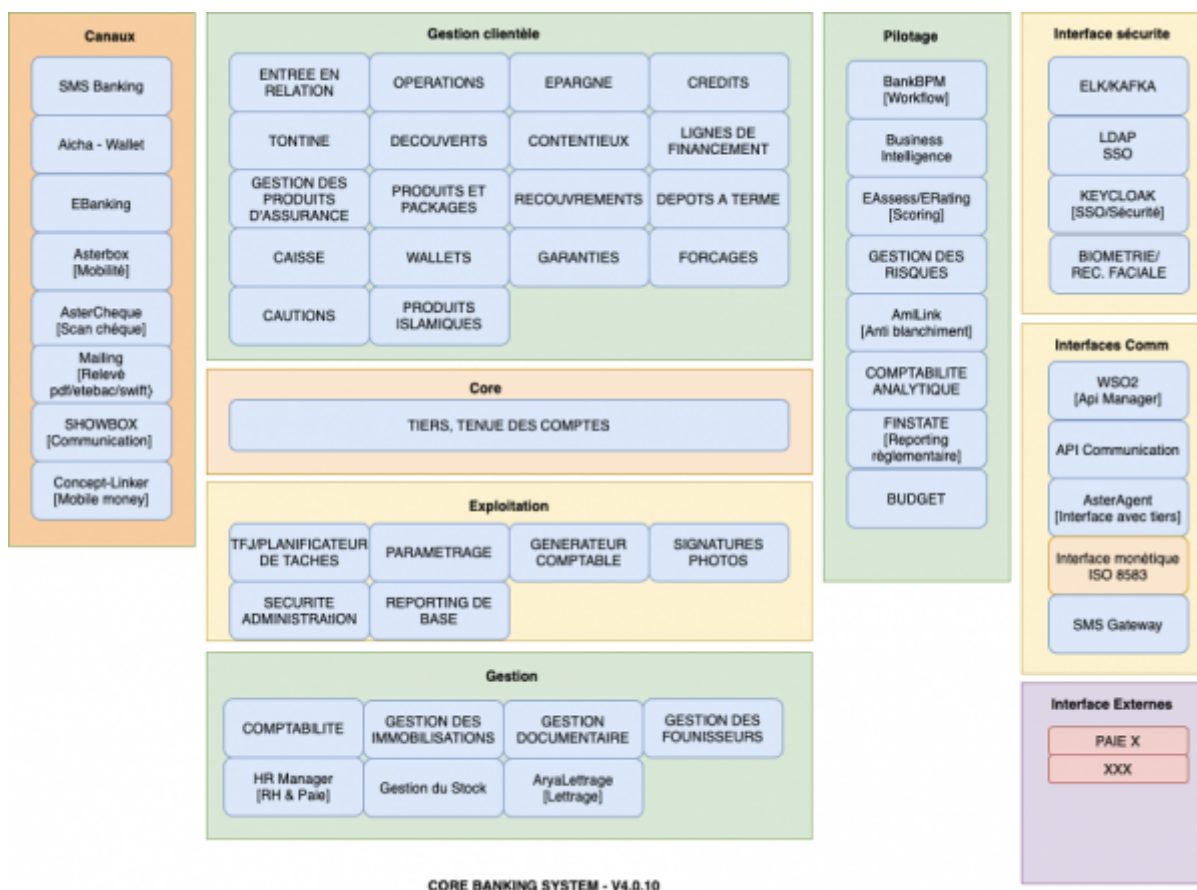 Canaux
SMS Banking
Aicha - Wallet
EBanking
Asterbox
[Mobilité]
AsterCheque
[Scan chéque]
Mailing
[Relevé
pdf/etebac/swift}
SHOWBOX
[Communication]
Concept-Linker
[Mobile money]
Gestion clientèle
ENTREE EN
RELATION
OPERATIONS
EPARGNE
CREDITS
TONTINE
DECOUVERTS
CONTENTIEUX
LIGNES DE
FINANCEMENT
GESTION DES
PRODUITS
D'ASSURANCE
PRODUITS ET
PACKAGES
RECOUVREMENTS
DEPOTS A TERME
CAISSE
WALLETS
GARANTIES
FORCAGES
CAUTIONS
PRODUITS
ISLAMIQUES
Core
TIERS, TENUE DES COMPTES
Exploitation
TFJ/PLANIFICATEUR
DE TACHES
PARAMETRAGE
GENERATEUR
COMPTABLE
SIGNATURES
PHOTOS
SECURITE
ADMINISTRAtION
REPORTING DE
BASE
Gestion
COMPTABILITE
GESTION DES
IMMOBILISATIONS
GESTION
DOCUMENTAIRE
GESTION DES
FOUNISSEURS
HR Manager
[RH & Paie]
Gestion du Stock
AryaLettrage
[Lettrage]
Pilotage
BankBPM
[Workflow]
Business
Intelligence
EAssess/ERating
[Scoring]
GESTION DES
RISQUES
AmlLink
[Anti blanchiment]
COMPTABILITE
ANALYTIQUE
FINSTATE
[Reporting
règlementaire]
BUDGET
Interface sécurite
ELK/KAFKA
LDAP
SSO
KEYCLOAK
[SSO/Sécurité]
BIOMETRIE/
REC. FACIALE
Interfaces Comm
WSO2
[Api Manager]
API Communication
AsterAgent
[Interface avec tiers]
Interface monétique
ISO 8583
SMS Gateway
Interface Externes
PAIE X
XXX
CORE BANKING SYSTEM - V4.0.10